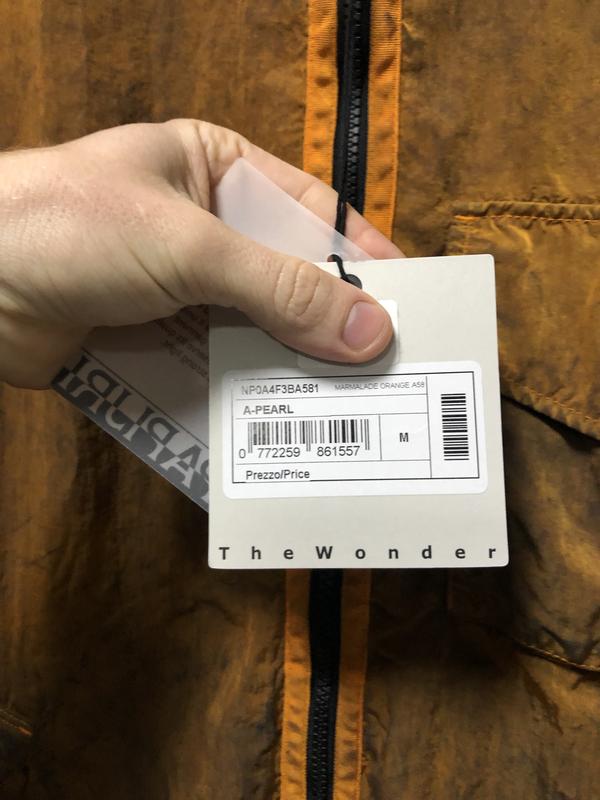 NP0A4F3BA581 MARMALADE ORANGE A58
A-PEARL
0 772259 861557
M
Prezzo/Price
TheWonder